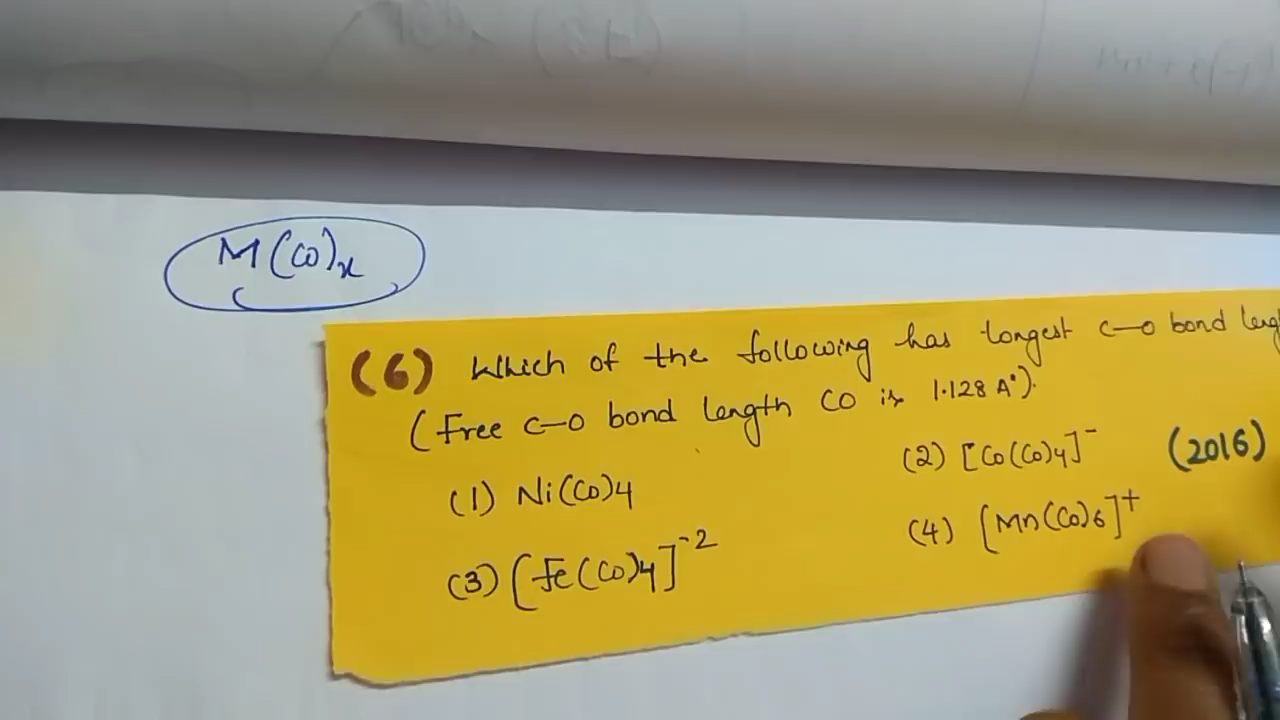 M(CO)x
(6) Which of the following has longest C-O bond
(Free C-O bond length CO is 1.128 A°).
(1) Ni(CO)4
(2) [Co(CO)4]⁻
(2016)
(3) [Fe(CO)4]⁻²
(4) [Mn(CO)6]⁺